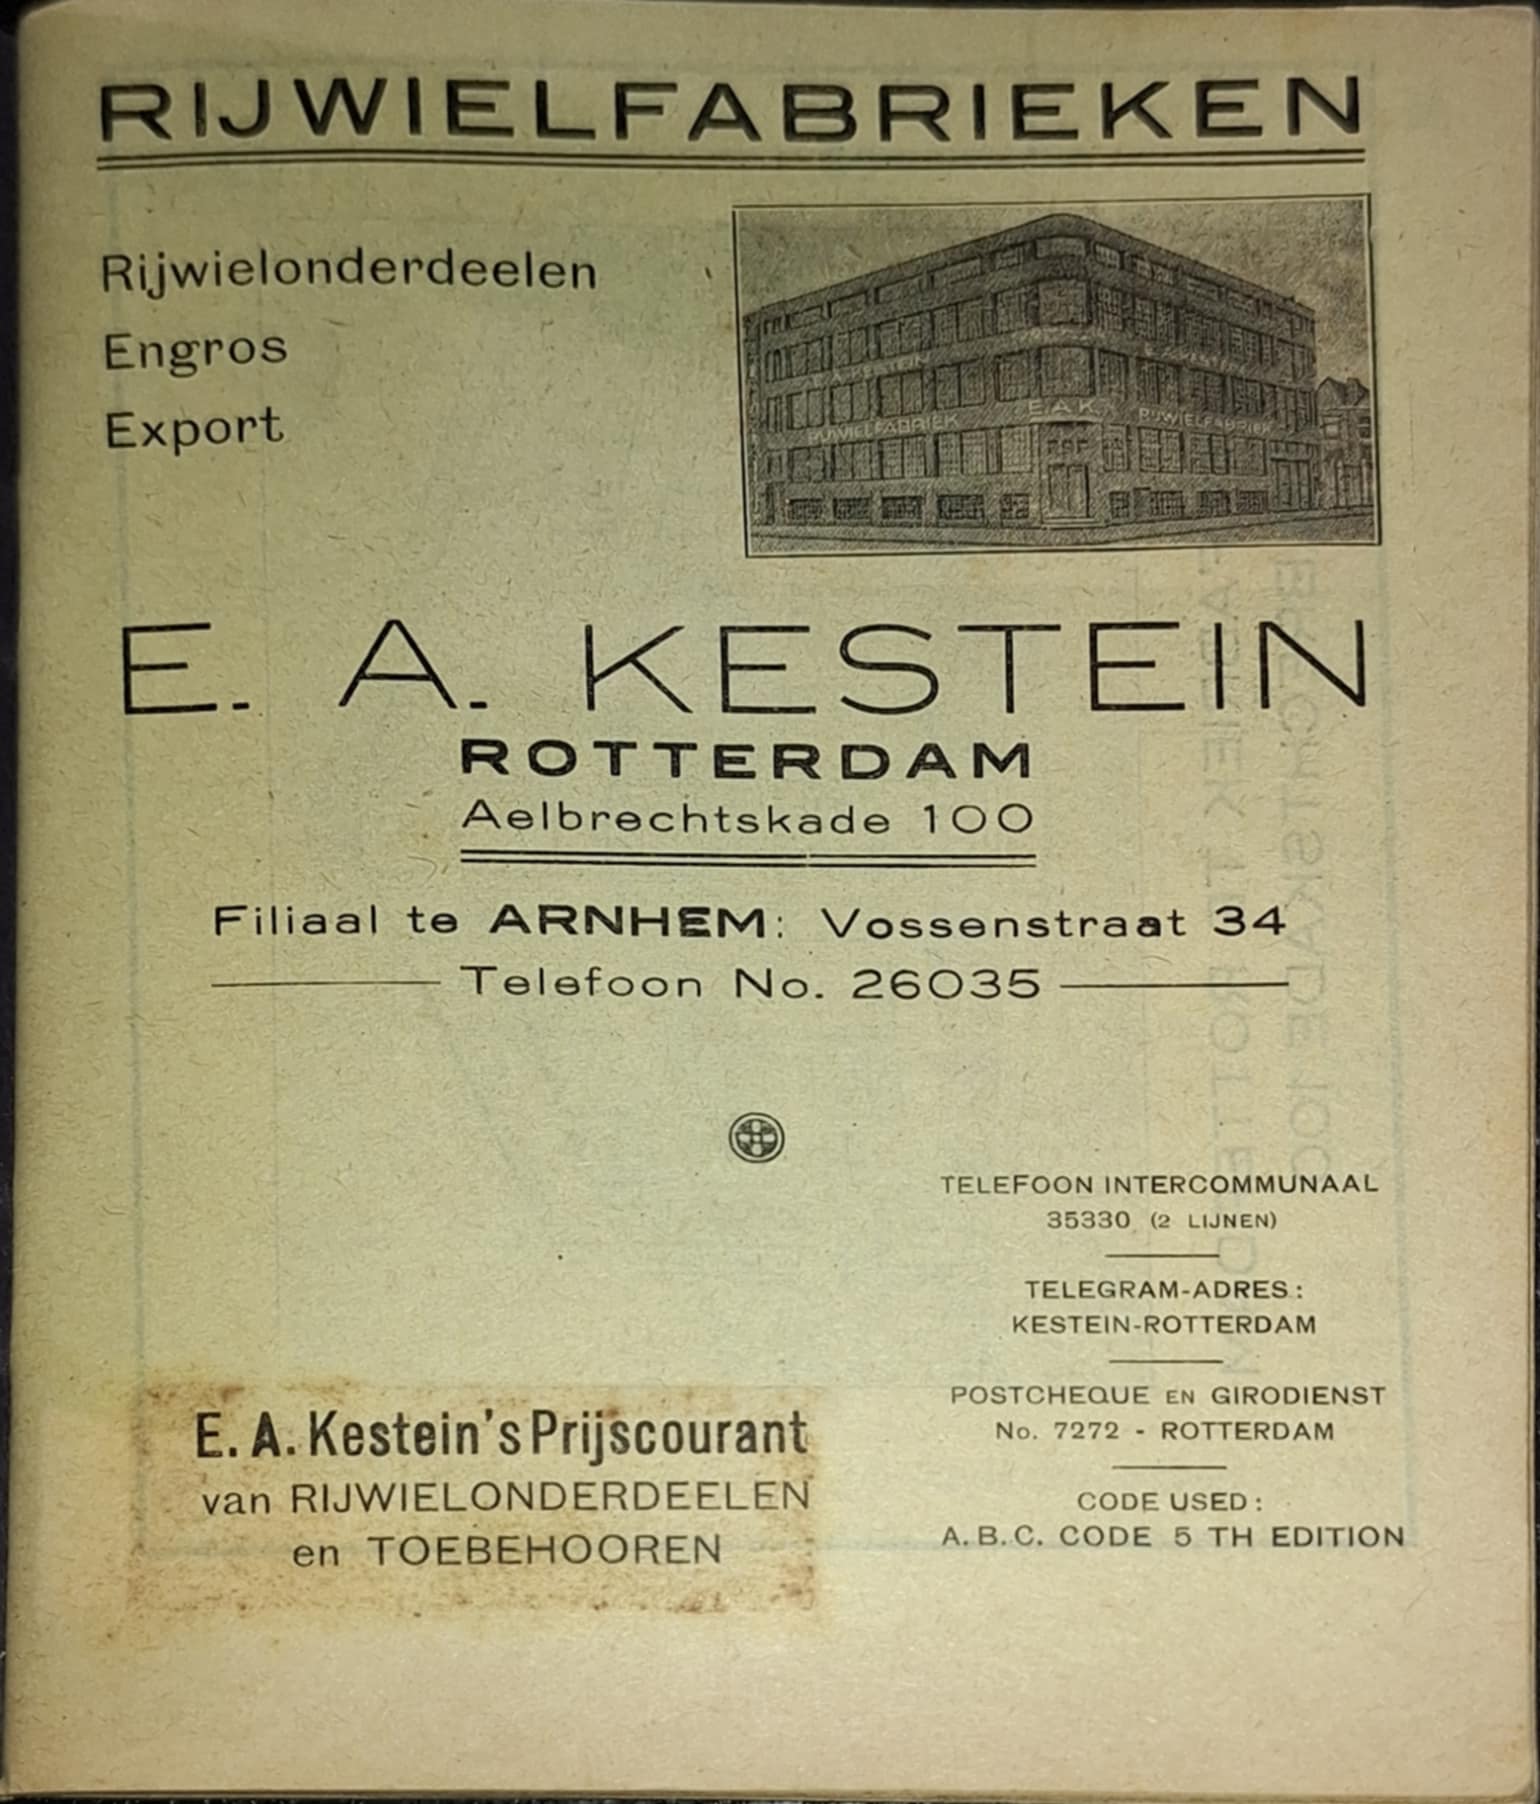 RIJWIELFABRIEKEN
Rijwielonderdeelen
Engros
Export
E A K
RIJWIELFABRIEK
RIJWIELFABRIEK
E. A. KESTEIN
ROTTERDAM
Aelbrechtskade 100
Filiaal te ARNHEM: Vossenstraat 34
Telefoon No. 26035
TELEFOON INTERCOMMUNAAL
35330 (2 LIJNEN)
TELEGRAM-ADRES:
KESTEIN-ROTTERDAM
POSTCHEQUE EN GIRODIENST
No. 7272 - ROTTERDAM
CODE USED:
A.B.C. CODE 5 TH EDITION
E. A. Kestein's Prijscourant
van RIJWIELONDERDEELEN
en TOEBEHOOREN